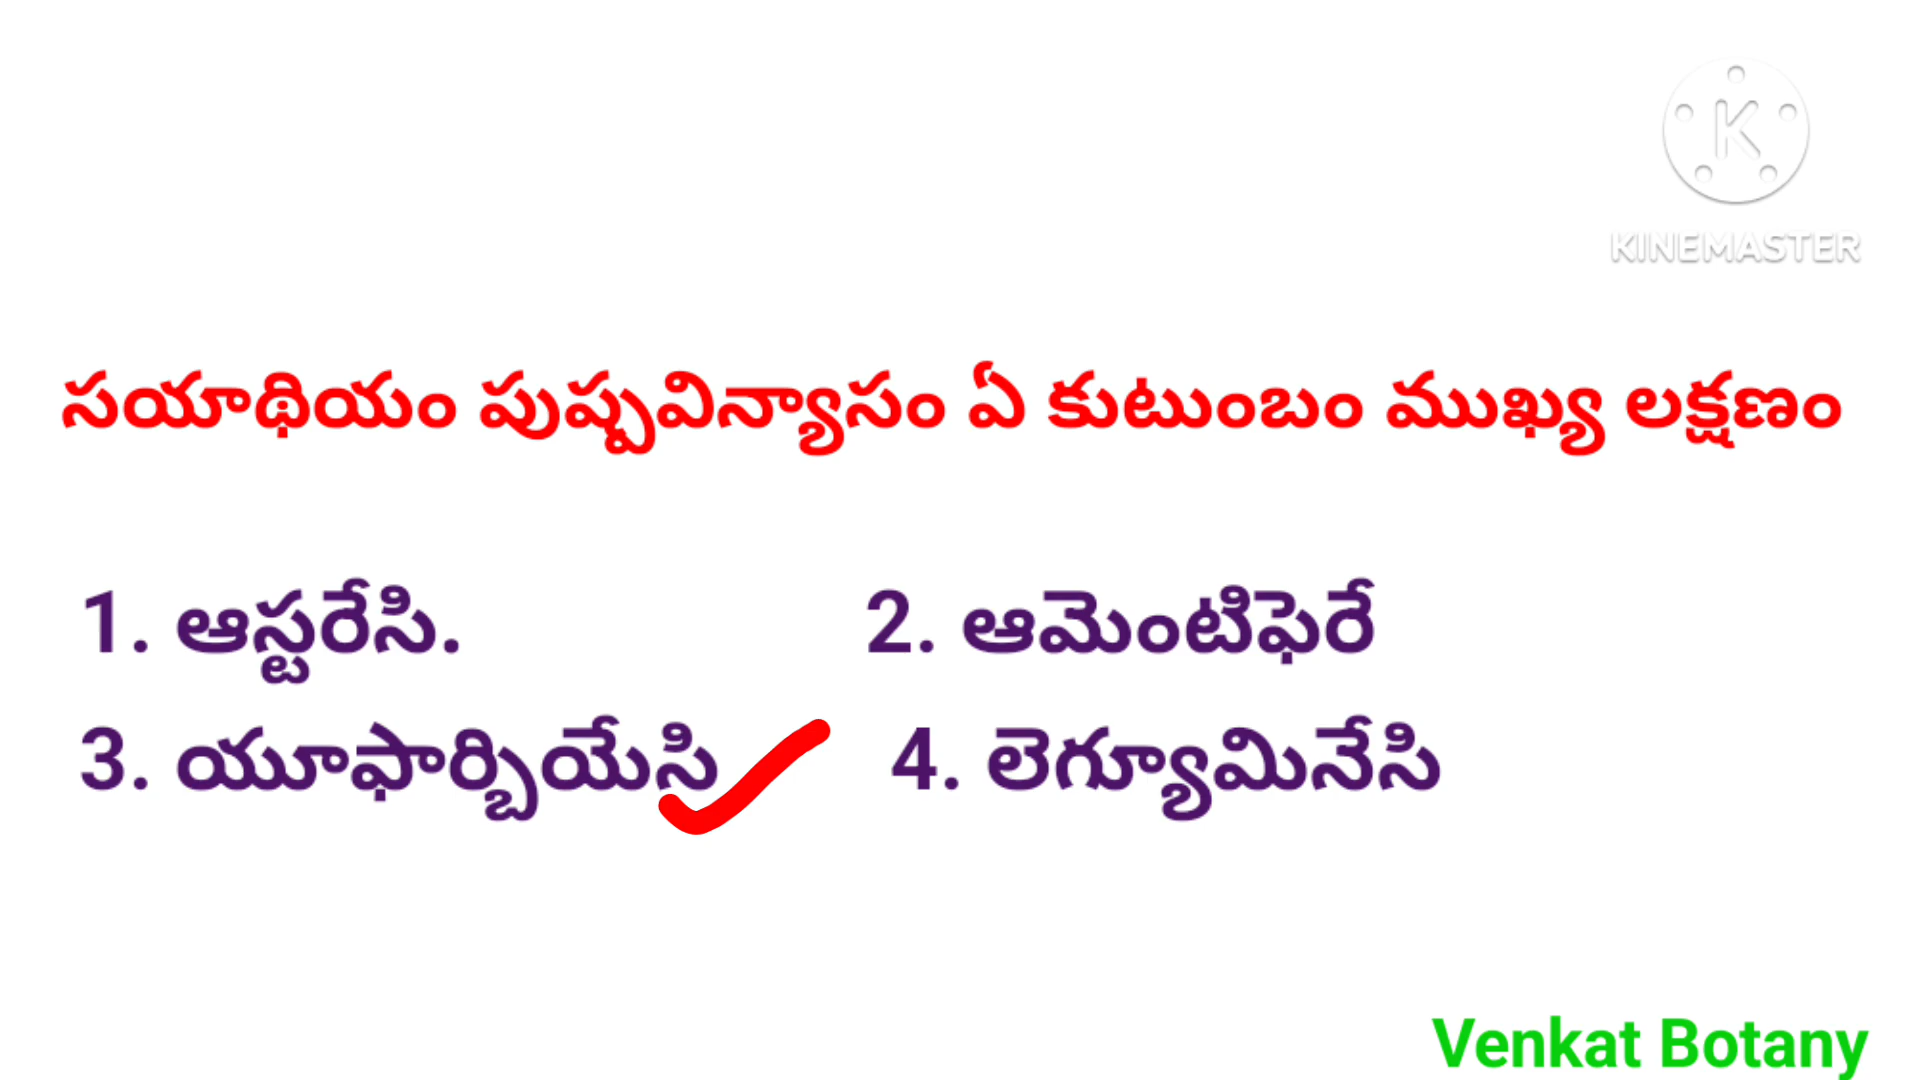 KINEMASTER
సయాథియం పుష్పవిన్యాసం ఏ కుటుంబం ముఖ్య లక్షణం
1. ఆస్టరేసి. 2. ఆమెంటిఫెరే
3. యూఫార్బియేసి 4. లెగ్యూమినేసి
Venkat Botany